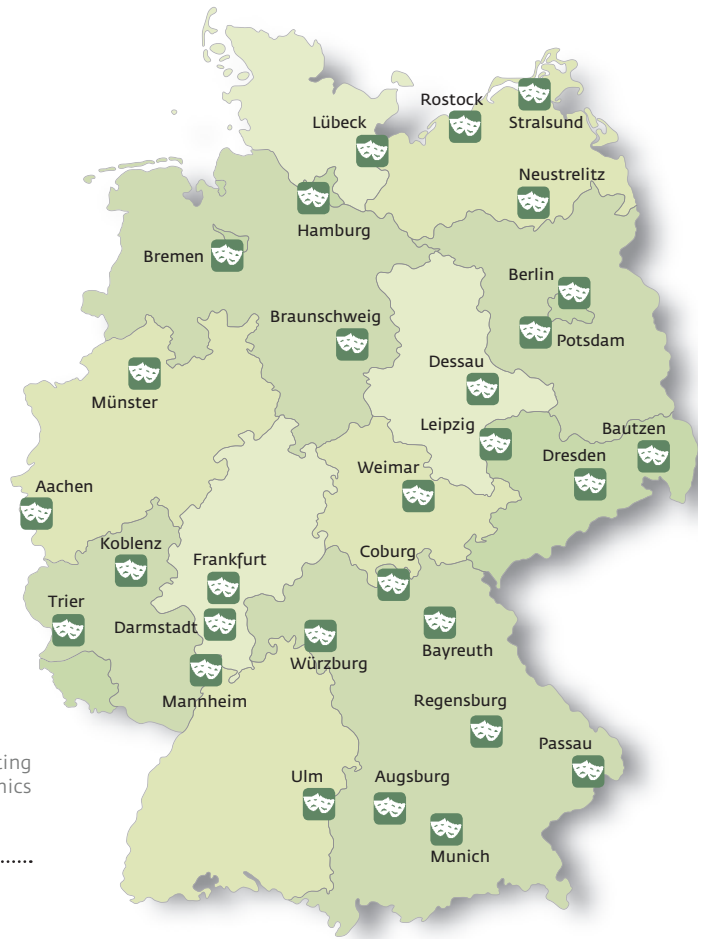 Rostock
Stralsund
Lübeck
Neustrelitz
Hamburg
Bremen
Berlin
Braunschweig
Potsdam
Dessau
Münster
Leipzig
Bautzen
Weimar
Dresden
Aachen
Koblenz
Coburg
Frankfurt
Trier
Darmstadt
Würzburg
Bayreuth
Mannheim
Regensburg
Passau
Ulm
Augsburg
Munich